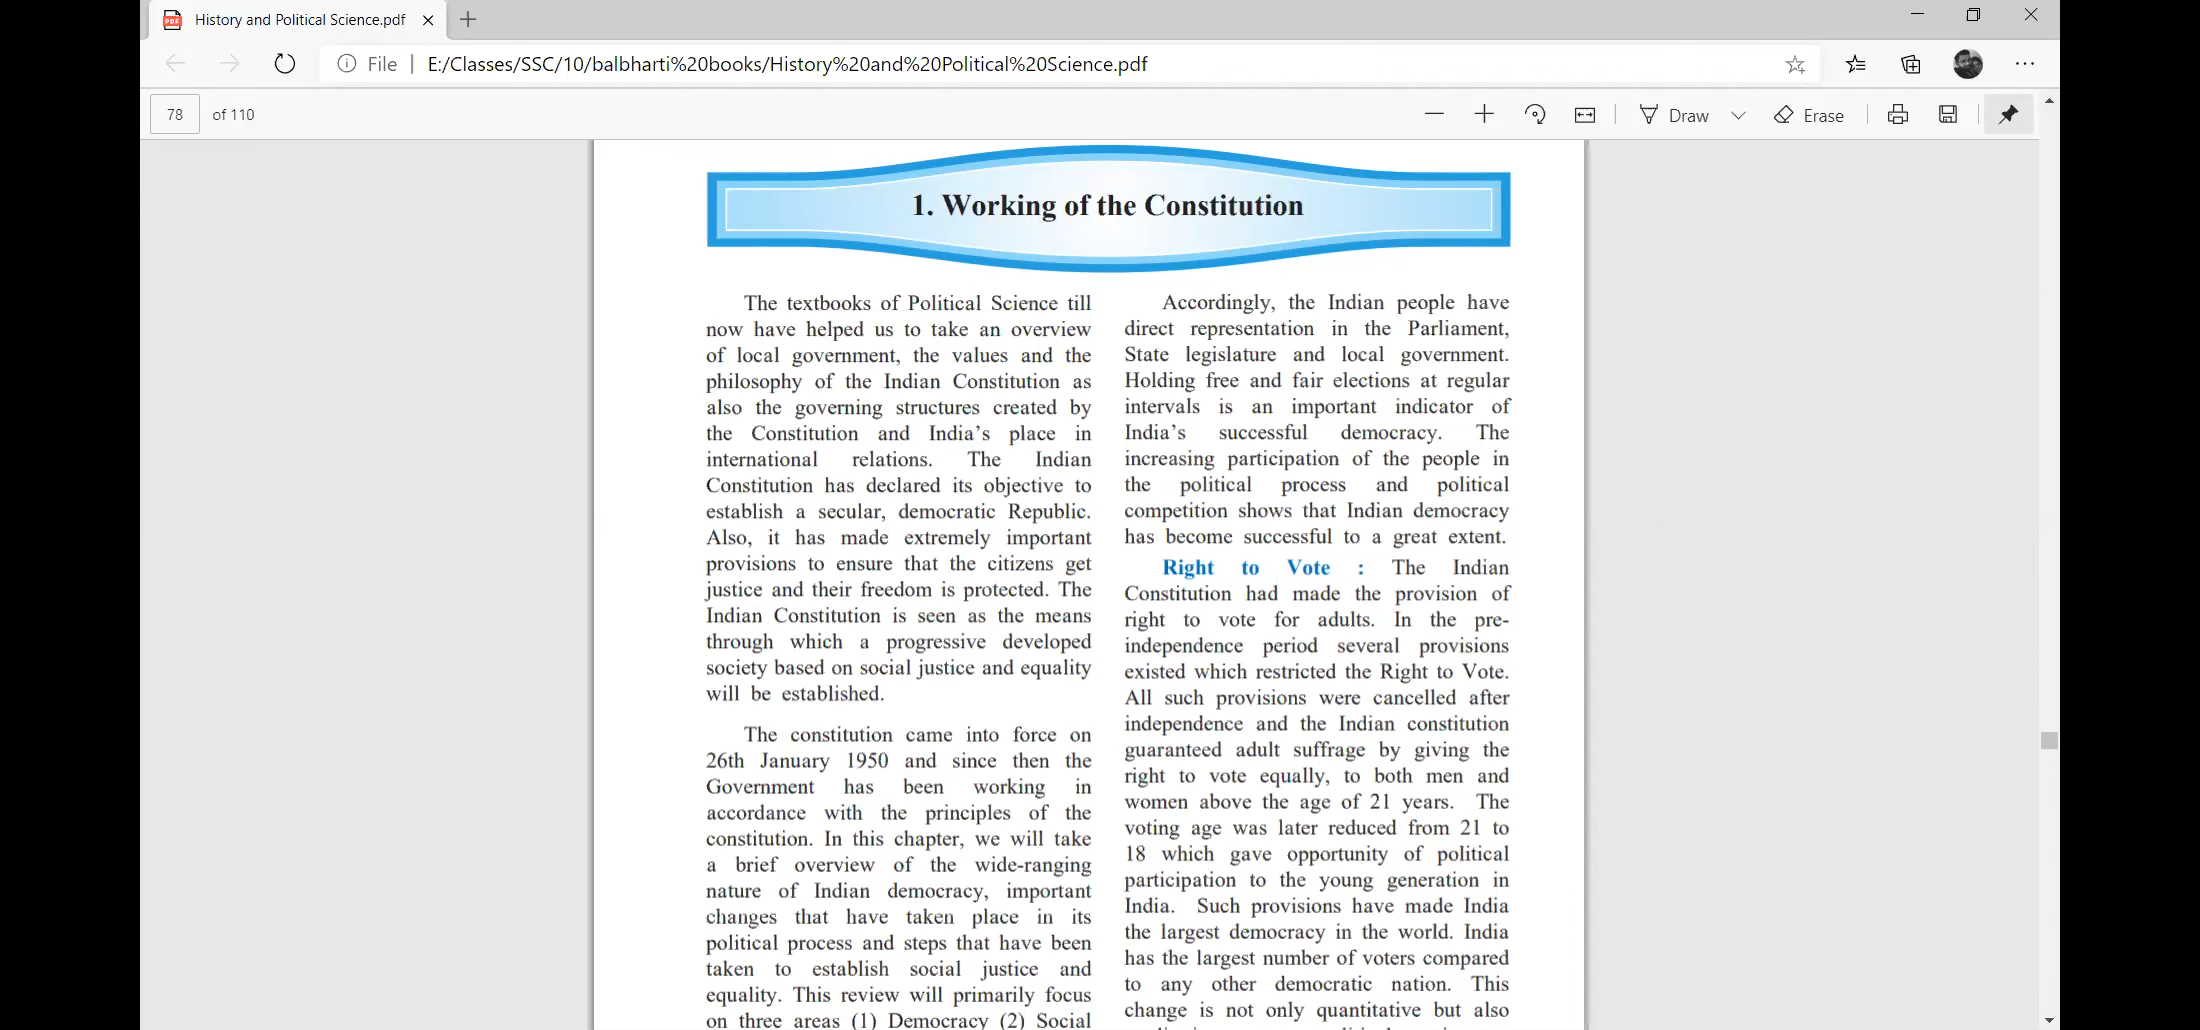 History and Political Science.pdf
File
E:/Classes/SSC/10/balbharti%20books/History%20and%20Political%20Science.pdf
78 of 110
Draw
Erase
1. Working of the Constitution
The textbooks of Political Science till
now have helped us to take an overview
of local government, the values and the
philosophy of the Indian Constitution as
also the governing structures created by
the Constitution and India's place in
international relations. The Indian
Constitution has declared its objective to
establish a secular, democratic Republic.
Also, it has made extremely important
provisions to ensure that the citizens get
justice and their freedom is protected. The
Indian Constitution is seen as the means
through which a progressive developed
society based on social justice and equality
will be established.
The constitution came into force on
26th January 1950 and since then the
Government has been working in
accordance with the principles of the
constitution. In this chapter, we will take
a brief overview of the wide-ranging
nature of Indian democracy, important
changes that have taken place in its
political process and steps that have been
taken to establish social justice and
equality. This review will primarily focus
on three areas (1) Democracy (2) Social
Accordingly, the Indian people have
direct representation in the Parliament,
State legislature and local government.
Holding free and fair elections at regular
intervals is an important indicator of
India's successful democracy. The
increasing participation of the people in
the political process and political
competition shows that Indian democracy
has become successful to a great extent.
Right to Vote : The Indian
Constitution had made the provision of
right to vote for adults. In the pre-
independence period several provisions
existed which restricted the Right to Vote.
All such provisions were cancelled after
independence and the Indian constitution
guaranteed adult suffrage by giving the
right to vote equally, to both men and
women above the age of 21 years. The
voting age was later reduced from 21 to
18 which gave opportunity of political
participation to the young generation in
India. Such provisions have made India
the largest democracy in the world. India
has the largest number of voters compared
to any other democratic nation. This
change is not only quantitative but also